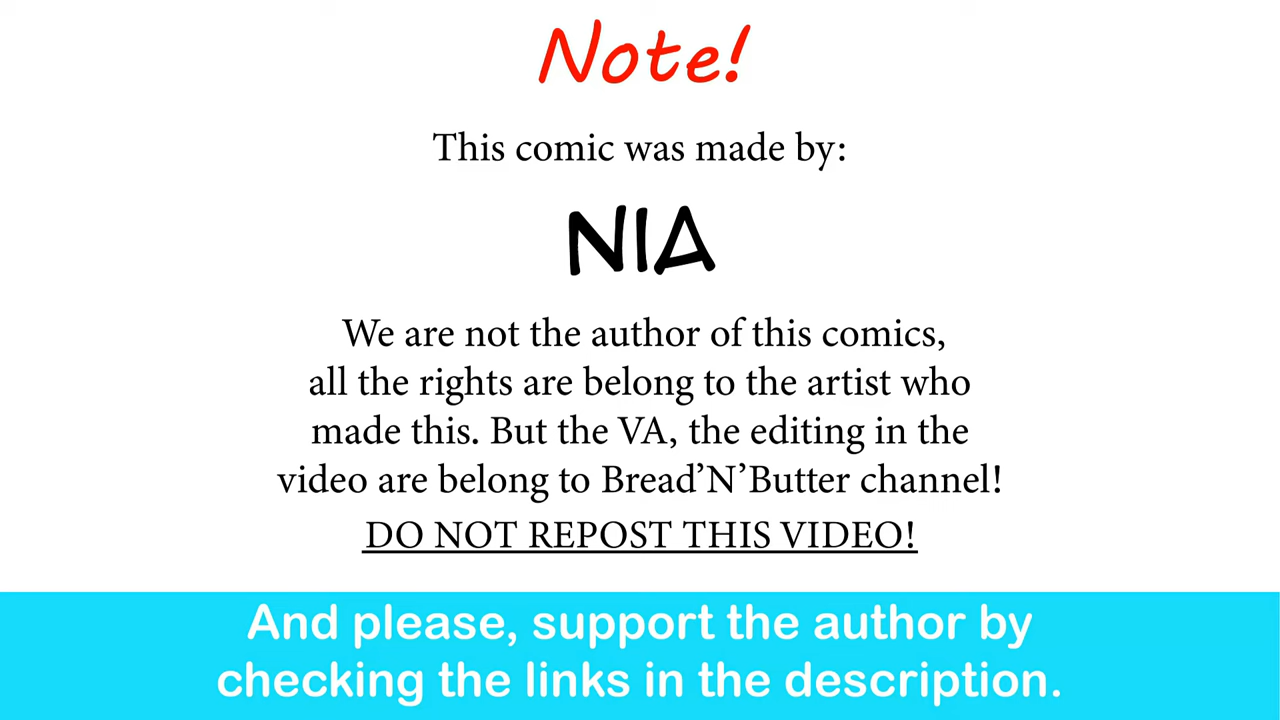 Note!
This comic was made by:
NIA
We are not the author of this comics,
all the rights are belong to the artist who
made this. But the VA, the editing in the
video are belong to Bread’N’Butter channel!
DO NOT REPOST THIS VIDEO!
And please, support the author by
checking the links in the description.